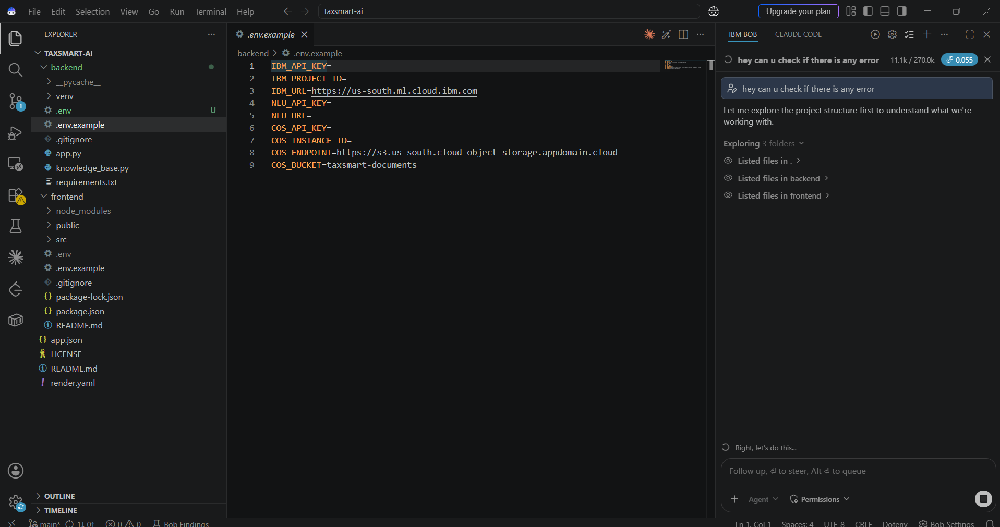 File Edit Selection View Go Run Terminal Help
taxsmart-ai
Upgrade your plan
EXPLORER
TAXSMART-AI
backend
__pycache__
venv
.env U
.env.example
.gitignore
app.py
knowledge_base.py
requirements.txt
frontend
node_modules
public
src
.env
.env.example
.gitignore
package-lock.json
package.json
README.md
app.json
LICENSE
README.md
render.yaml
OUTLINE
TIMELINE
1
.env.example
backend > .env.example
1 IBM_API_KEY=
2 IBM_PROJECT_ID=
3 IBM_URL=https://us-south.ml.cloud.ibm.com
4 NLU_API_KEY=
5 NLU_URL=
6 COS_API_KEY=
7 COS_INSTANCE_ID=
8 COS_ENDPOINT=https://s3.us-south.cloud-object-storage.appdomain.cloud
9 COS_BUCKET=taxsmart-documents
IBM BOB CLAUDE CODE
hey can u check if there is any error 11.1k / 270.0k 0.055
hey can u check if there is any error
Let me explore the project structure first to understand what we're
working with.
Exploring 3 folders
Listed files in .
Listed files in backend
Listed files in frontend
Right, let's do this...
Follow up, ⏎ to steer, Alt ⏎ to queue
Agent Permissions
main* 1↓ 0↑ 0 0 Bob Findings Ln 1, Col 1 Spaces: 4 UTF-8 CRLF Dotenv Bob Settings